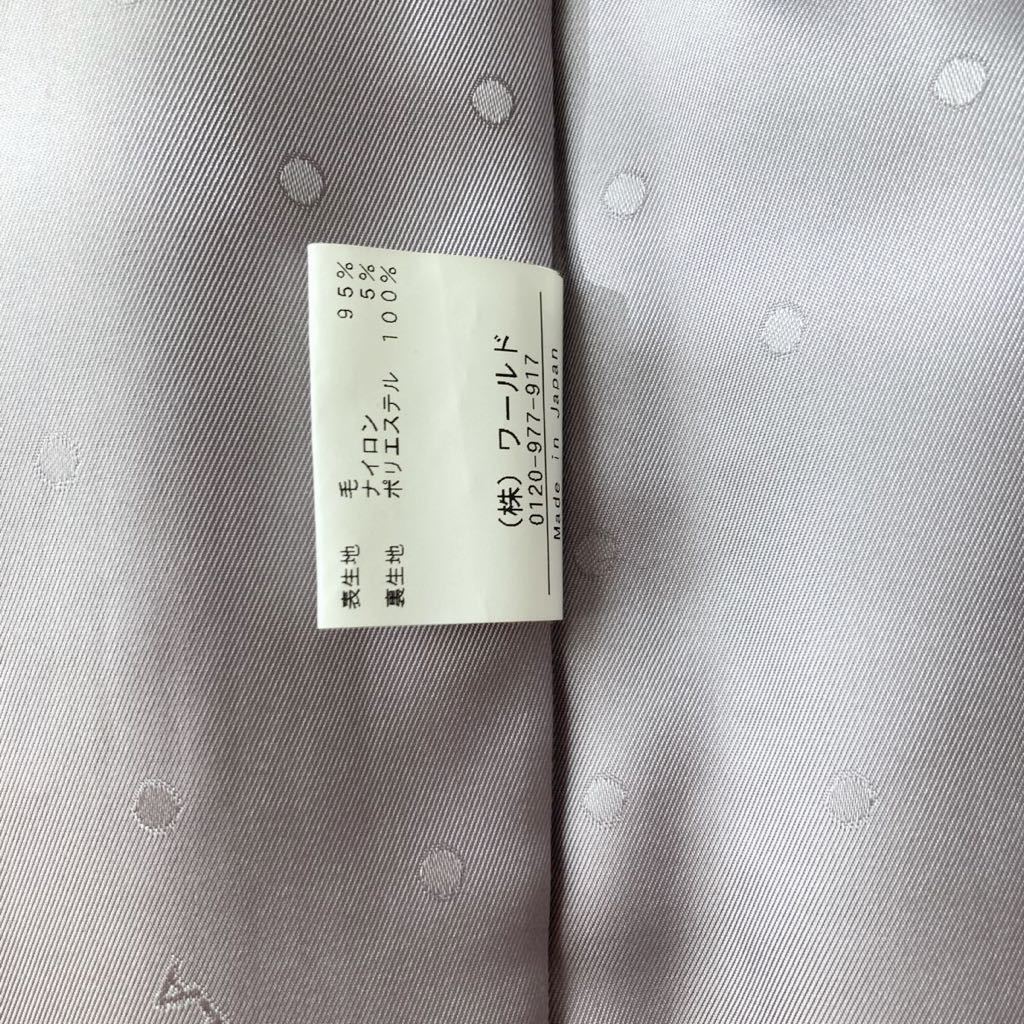 表生地 毛 95%
ナイロン 5%
裏生地 ポリエステル 100%
(株) ワールド
0120-977-917
Made in Japan